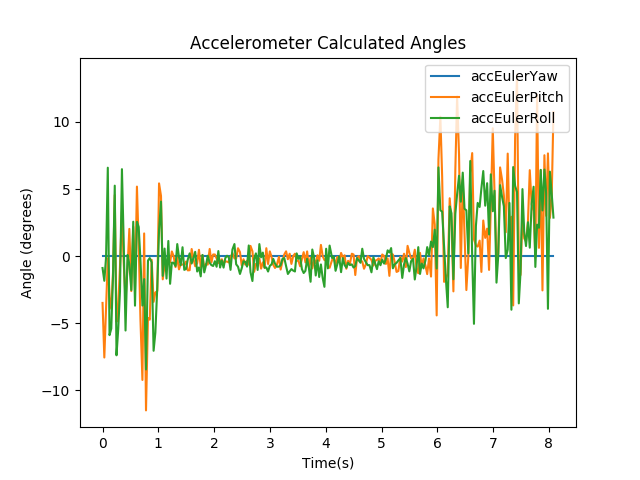 Accelerometer Calculated Angles
accEulerYaw
accEulerPitch
accEulerRoll
Angle (degrees)
10
5
0
−5
−10
0 1 2 3 4 5 6 7 8
Time(s)